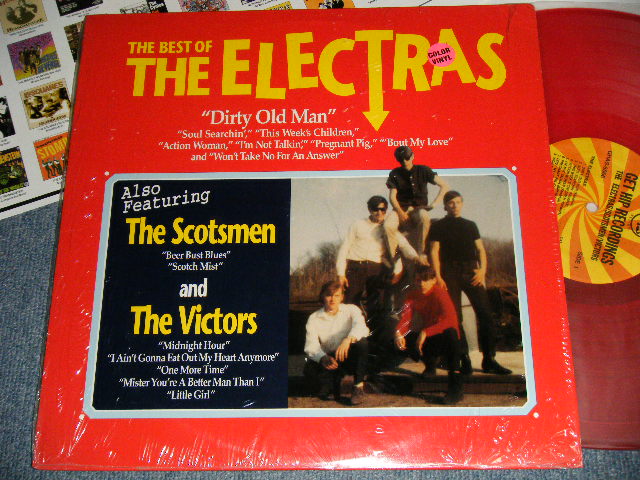 THE BEST OF
THE ELECTRAS
COLOR
VINYL
"Dirty Old Man"
"Soul Searchin'," "This Week's Children,"
"Action Woman," "I'm Not Talkin'," "Pregnant Pig," "'Bout My Love"
and "Won't Take No For An Answer"
Also
Featuring
The Scotsmen
"Beer Bust Blues"
"Scotch Mist"
and
The Victors
"Midnight Hour"
"I Ain't Gonna Eat Out My Heart Anymore"
"One More Time"
"Mister You're A Better Man Than I"
"Little Girl"
GET HIP RECORDINGS
SIDE 1